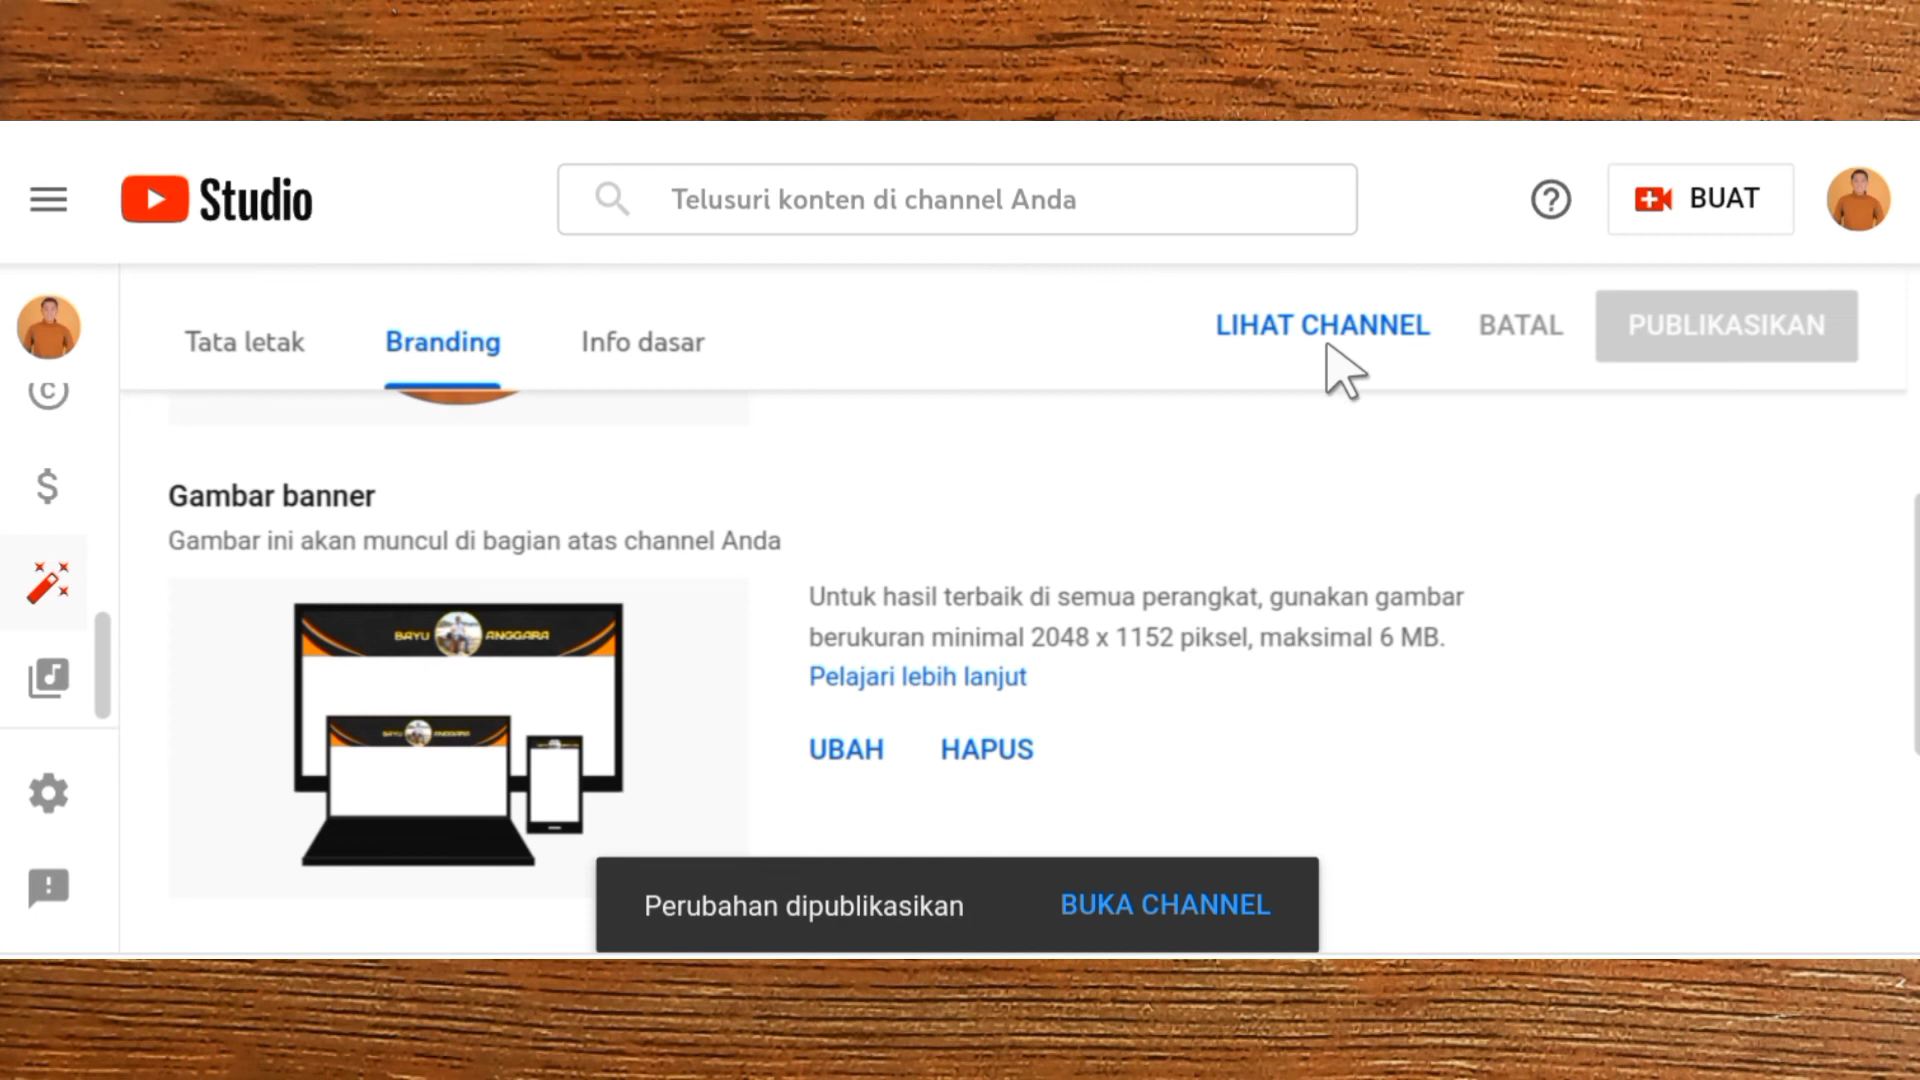 Studio
Telusuri konten di channel Anda
BUAT
Tata letak
Branding
Info dasar
LIHAT CHANNEL
BATAL
PUBLIKASIKAN
Gambar banner
Gambar ini akan muncul di bagian atas channel Anda
BAYU ANGGARA
BAYU ANGGARA
Untuk hasil terbaik di semua perangkat, gunakan gambar
berukuran minimal 2048 x 1152 piksel, maksimal 6 MB.
Pelajari lebih lanjut
UBAH
HAPUS
Perubahan dipublikasikan
BUKA CHANNEL